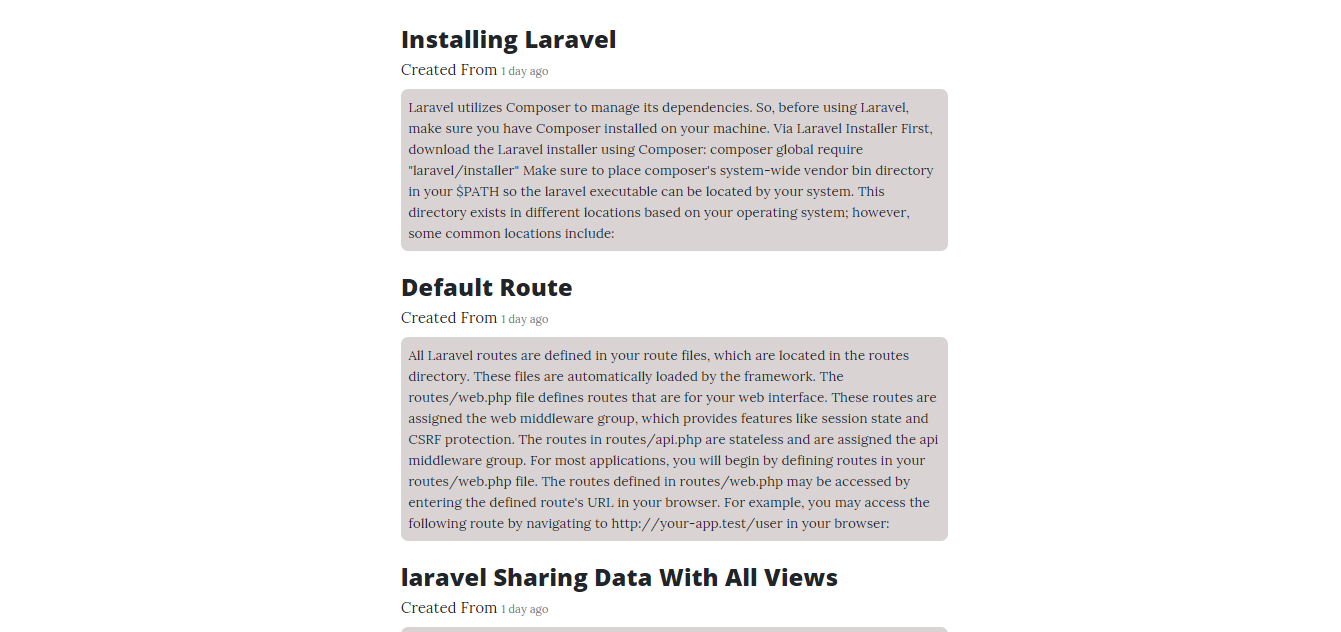 Installing Laravel
Created From 1 day ago
Laravel utilizes Composer to manage its dependencies. So, before using Laravel,
make sure you have Composer installed on your machine. Via Laravel Installer First,
download the Laravel installer using Composer: composer global require
"laravel/installer" Make sure to place composer's system-wide vendor bin directory
in your $PATH so the laravel executable can be located by your system. This
directory exists in different locations based on your operating system; however,
some common locations include:
Default Route
Created From 1 day ago
All Laravel routes are defined in your route files, which are located in the routes
directory. These files are automatically loaded by the framework. The
routes/web.php file defines routes that are for your web interface. These routes are
assigned the web middleware group, which provides features like session state and
CSRF protection. The routes in routes/api.php are stateless and are assigned the api
middleware group. For most applications, you will begin by defining routes in your
routes/web.php file. The routes defined in routes/web.php may be accessed by
entering the defined route's URL in your browser. For example, you may access the
following route by navigating to http://your-app.test/user in your browser:
laravel Sharing Data With All Views
Created From 1 day ago